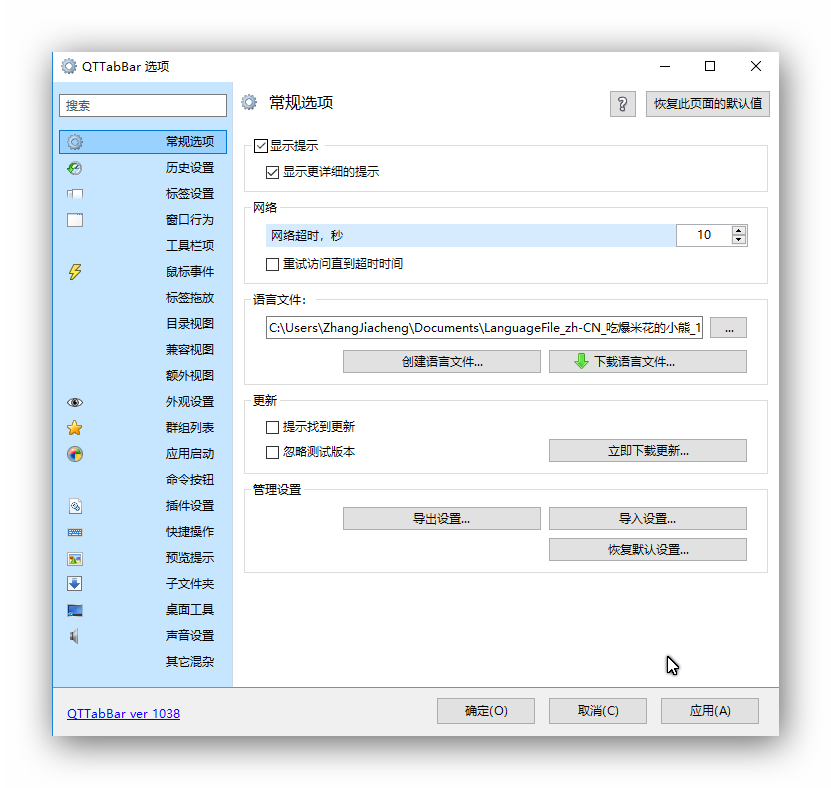 QTTabBar 选项
搜索
常规选项
历史设置
标签设置
窗口行为
工具栏项
鼠标事件
标签拖放
目录视图
兼容视图
额外视图
外观设置
群组列表
应用启动
命令按钮
插件设置
快捷操作
预览提示
子文件夹
桌面工具
声音设置
其它混杂
常规选项
?
恢复此页面的默认值
显示提示
显示更详细的提示
网络
网络超时，秒
10
重试访问直到超时时间
语言文件：
C:\Users\ZhangJiacheng\Documents\LanguageFile_zh-CN_吃爆米花的小熊_1
...
创建语言文件...
下载语言文件...
更新
提示找到更新
忽略测试版本
立即下载更新...
管理设置
导出设置...
导入设置...
恢复默认设置...
QTTabBar ver 1038
确定(O)
取消(C)
应用(A)